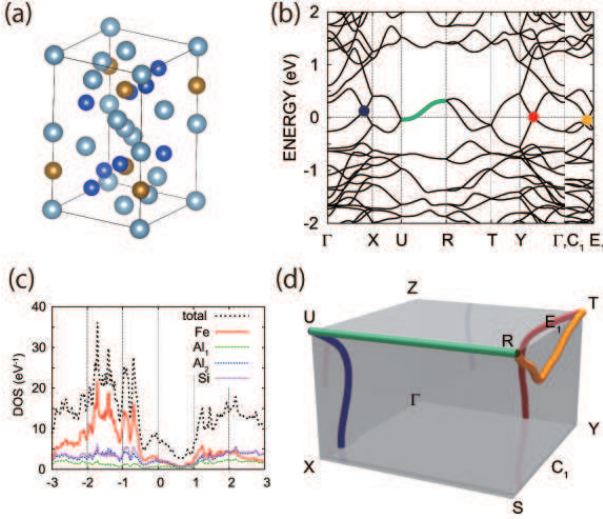 (a)
(b)
ENERGY (eV)
2
1
0
-1
-2
Γ X U R T Y Γ, C₁ E₁
(c)
DOS (eV⁻¹)
40
30
20
10
0
total
Fe
Al₁
Al₂
Si
-3 -2 -1 0 1 2 3
(d)
U
Z
T
E₁
R
Γ
X
Y
C₁
S